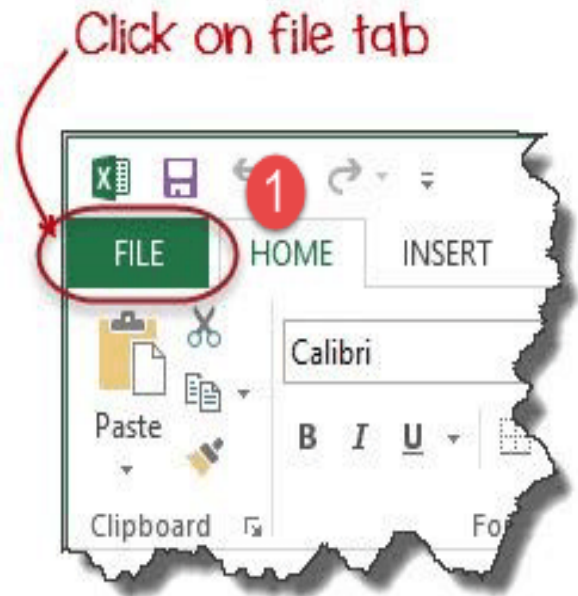 Click on file tab
1
FILE HOME INSERT
Calibri
Paste
B I U
Clipboard